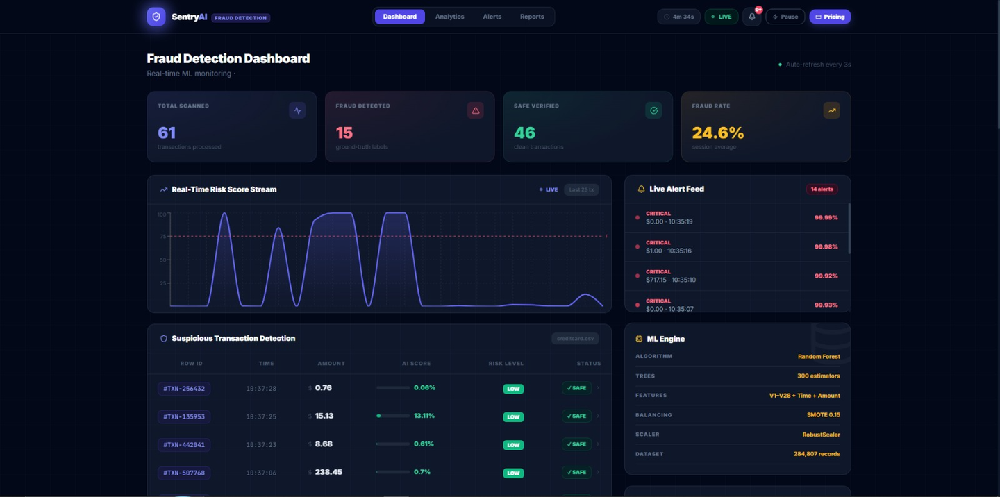 SentryAI FRAUD DETECTION Dashboard Analytics Alerts Reports 4m 34s LIVE 9+ Pause Pricing
Fraud Detection Dashboard
Real-time ML monitoring ·
Auto-refresh every 3s
TOTAL SCANNED
61
transactions processed
FRAUD DETECTED
15
ground-truth labels
SAFE VERIFIED
46
clean transactions
FRAUD RATE
24.6%
session average
Real-Time Risk Score Stream LIVE Last 25 tx
100
75
50
25
Live Alert Feed 14 alerts
CRITICAL
$0.00 · 10:35:19 99.99%
CRITICAL
$1.00 · 10:35:16 99.98%
CRITICAL
$717.15 · 10:35:10 99.92%
CRITICAL
$0.00 · 10:35:07 99.93%
Suspicious Transaction Detection creditcard.csv
ROW ID TIME AMOUNT AI SCORE RISK LEVEL STATUS
#TXN-256432 10:37:28 $ 0.76 0.06% LOW ✓ SAFE ›
#TXN-135953 10:37:25 $ 15.13 13.11% LOW ✓ SAFE ›
#TXN-442041 10:37:23 $ 8.68 0.61% LOW ✓ SAFE ›
#TXN-507768 10:37:06 $ 238.45 0.7% LOW ✓ SAFE ›
ML Engine
ALGORITHM Random Forest
TREES 300 estimators
FEATURES V1–V28 + Time + Amount
BALANCING SMOTE 0.15
SCALER RobustScaler
DATASET 284,807 records